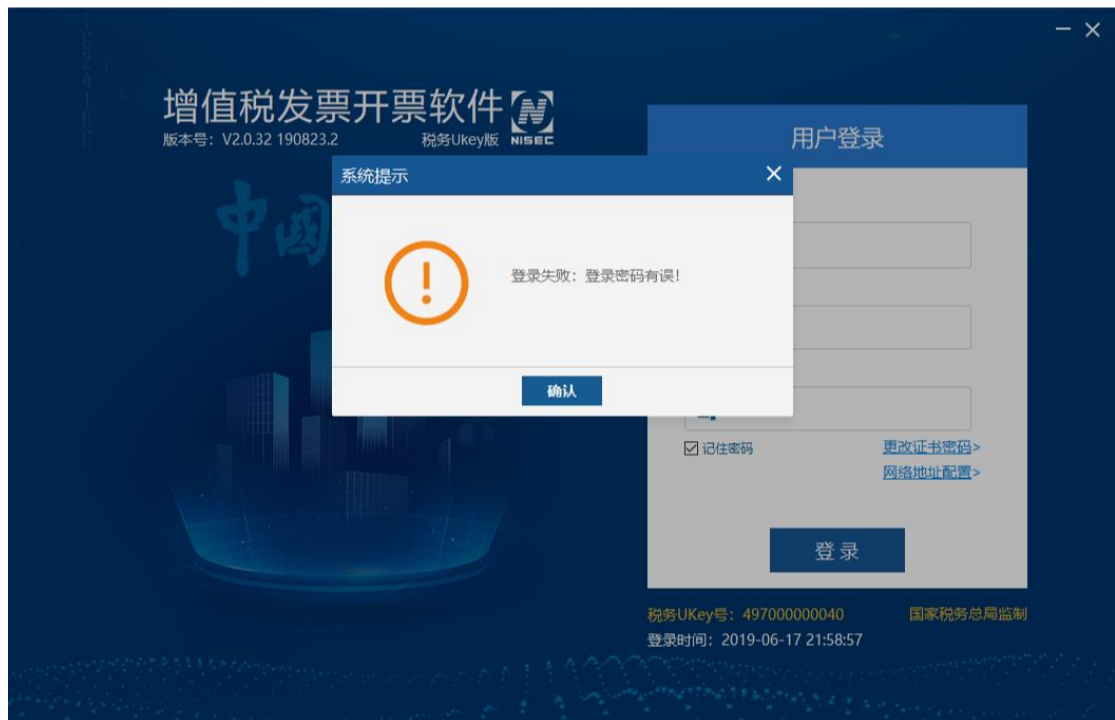 增值税发票开票软件
NISEC
版本号：V2.0.32 190823.2
税务Ukey版
用户登录
系统提示
登录失败：登录密码有误！
确认
中國
记住密码
更改证书密码>
网络地址配置>
登 录
税务UKey号：497000000040
国家税务总局监制
登录时间：2019-06-17 21:58:57